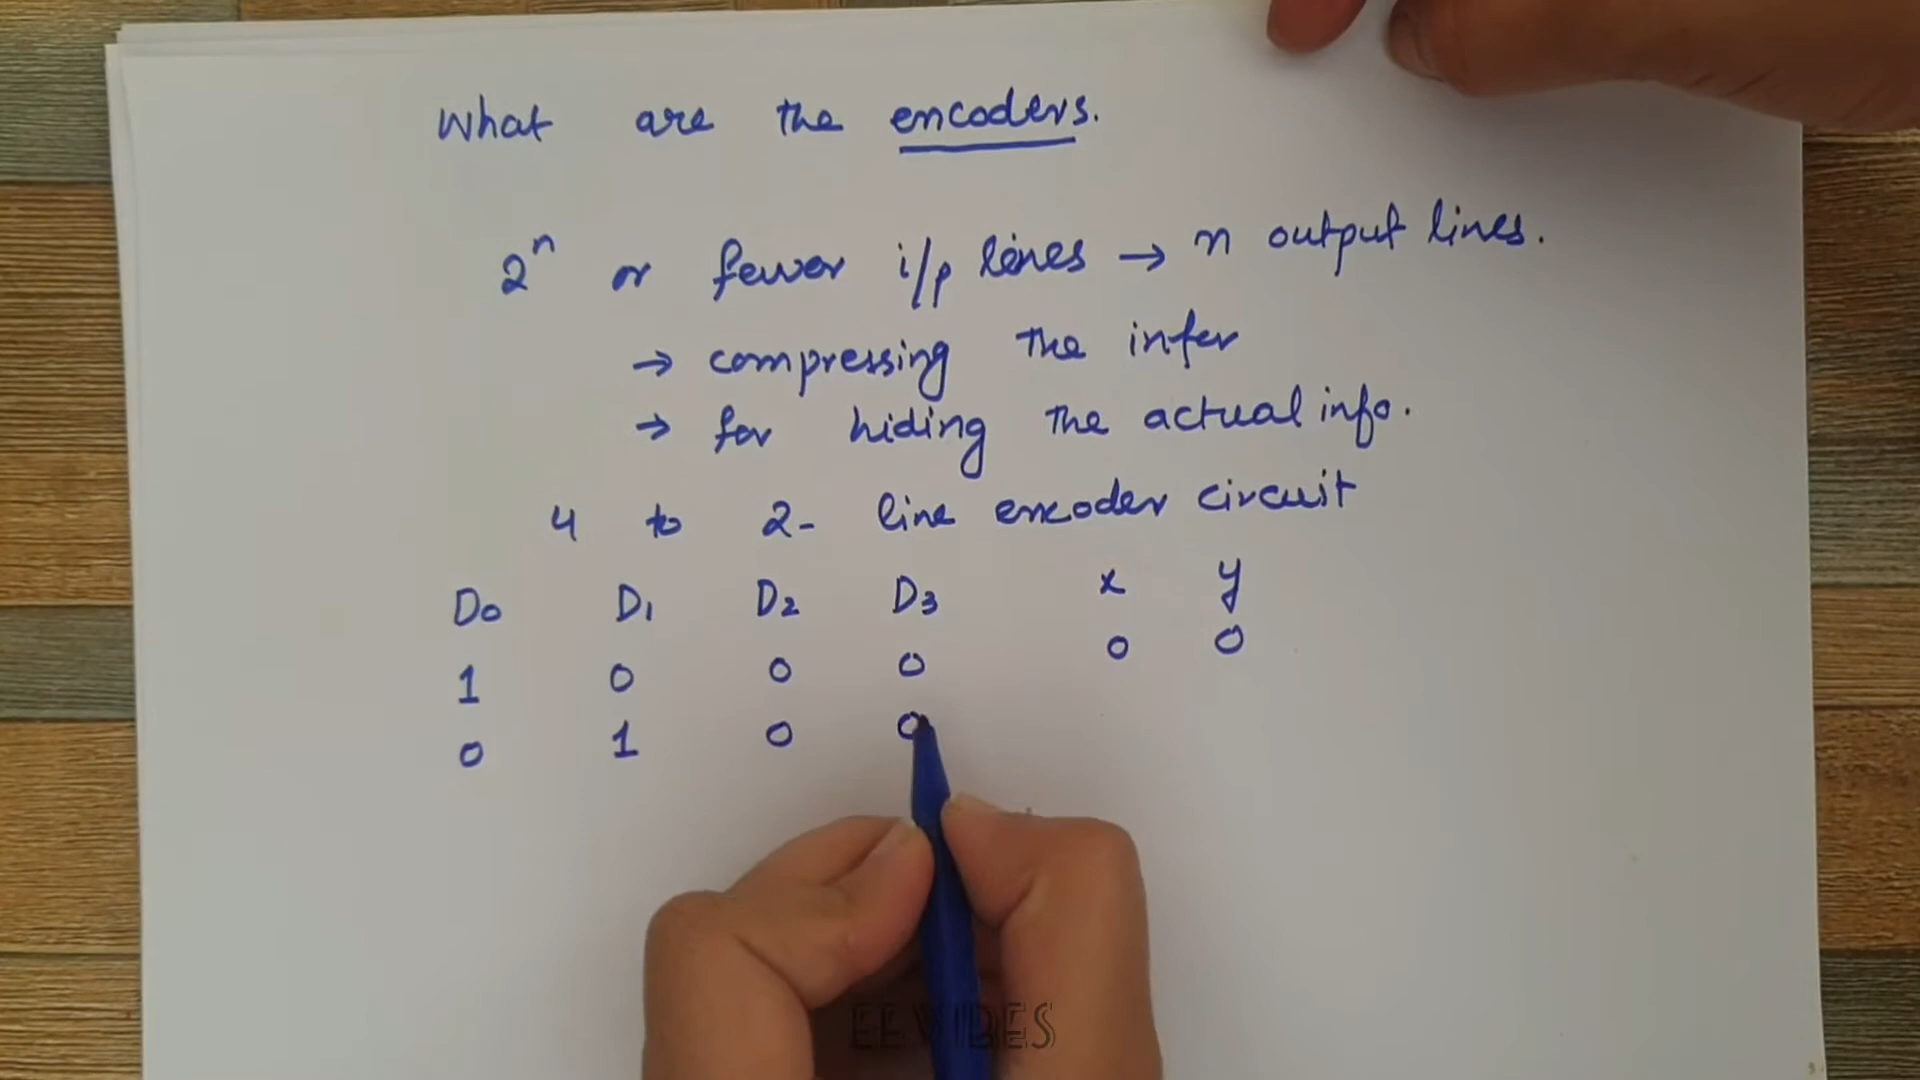 What are the encoders.
2ⁿ or fewer i/p lines → n output lines.
→ compressing the infer
→ for hiding the actual info.
4 to 2- line encoder circuit
D0 D1 D2 D3 x y
1 0 0 0 0 0
0 1 0 0
EEVIBES